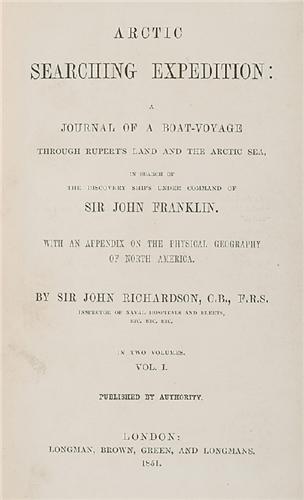 ARCTIC
SEARCHING EXPEDITION:
A
JOURNAL OF A BOAT-VOYAGE
THROUGH RUPERT'S LAND AND THE ARCTIC SEA,
IN SEARCH OF
THE DISCOVERY SHIPS UNDER COMMAND OF
SIR JOHN FRANKLIN.
WITH AN APPENDIX ON THE PHYSICAL GEOGRAPHY
OF NORTH AMERICA.
BY SIR JOHN RICHARDSON, C.B., F.R.S.
INSPECTOR OF NAVAL HOSPITALS AND FLEETS,
ETC. ETC. ETC.
IN TWO VOLUMES.
VOL. I.
PUBLISHED BY AUTHORITY.
LONDON:
LONGMAN, BROWN, GREEN, AND LONGMANS.
1851.